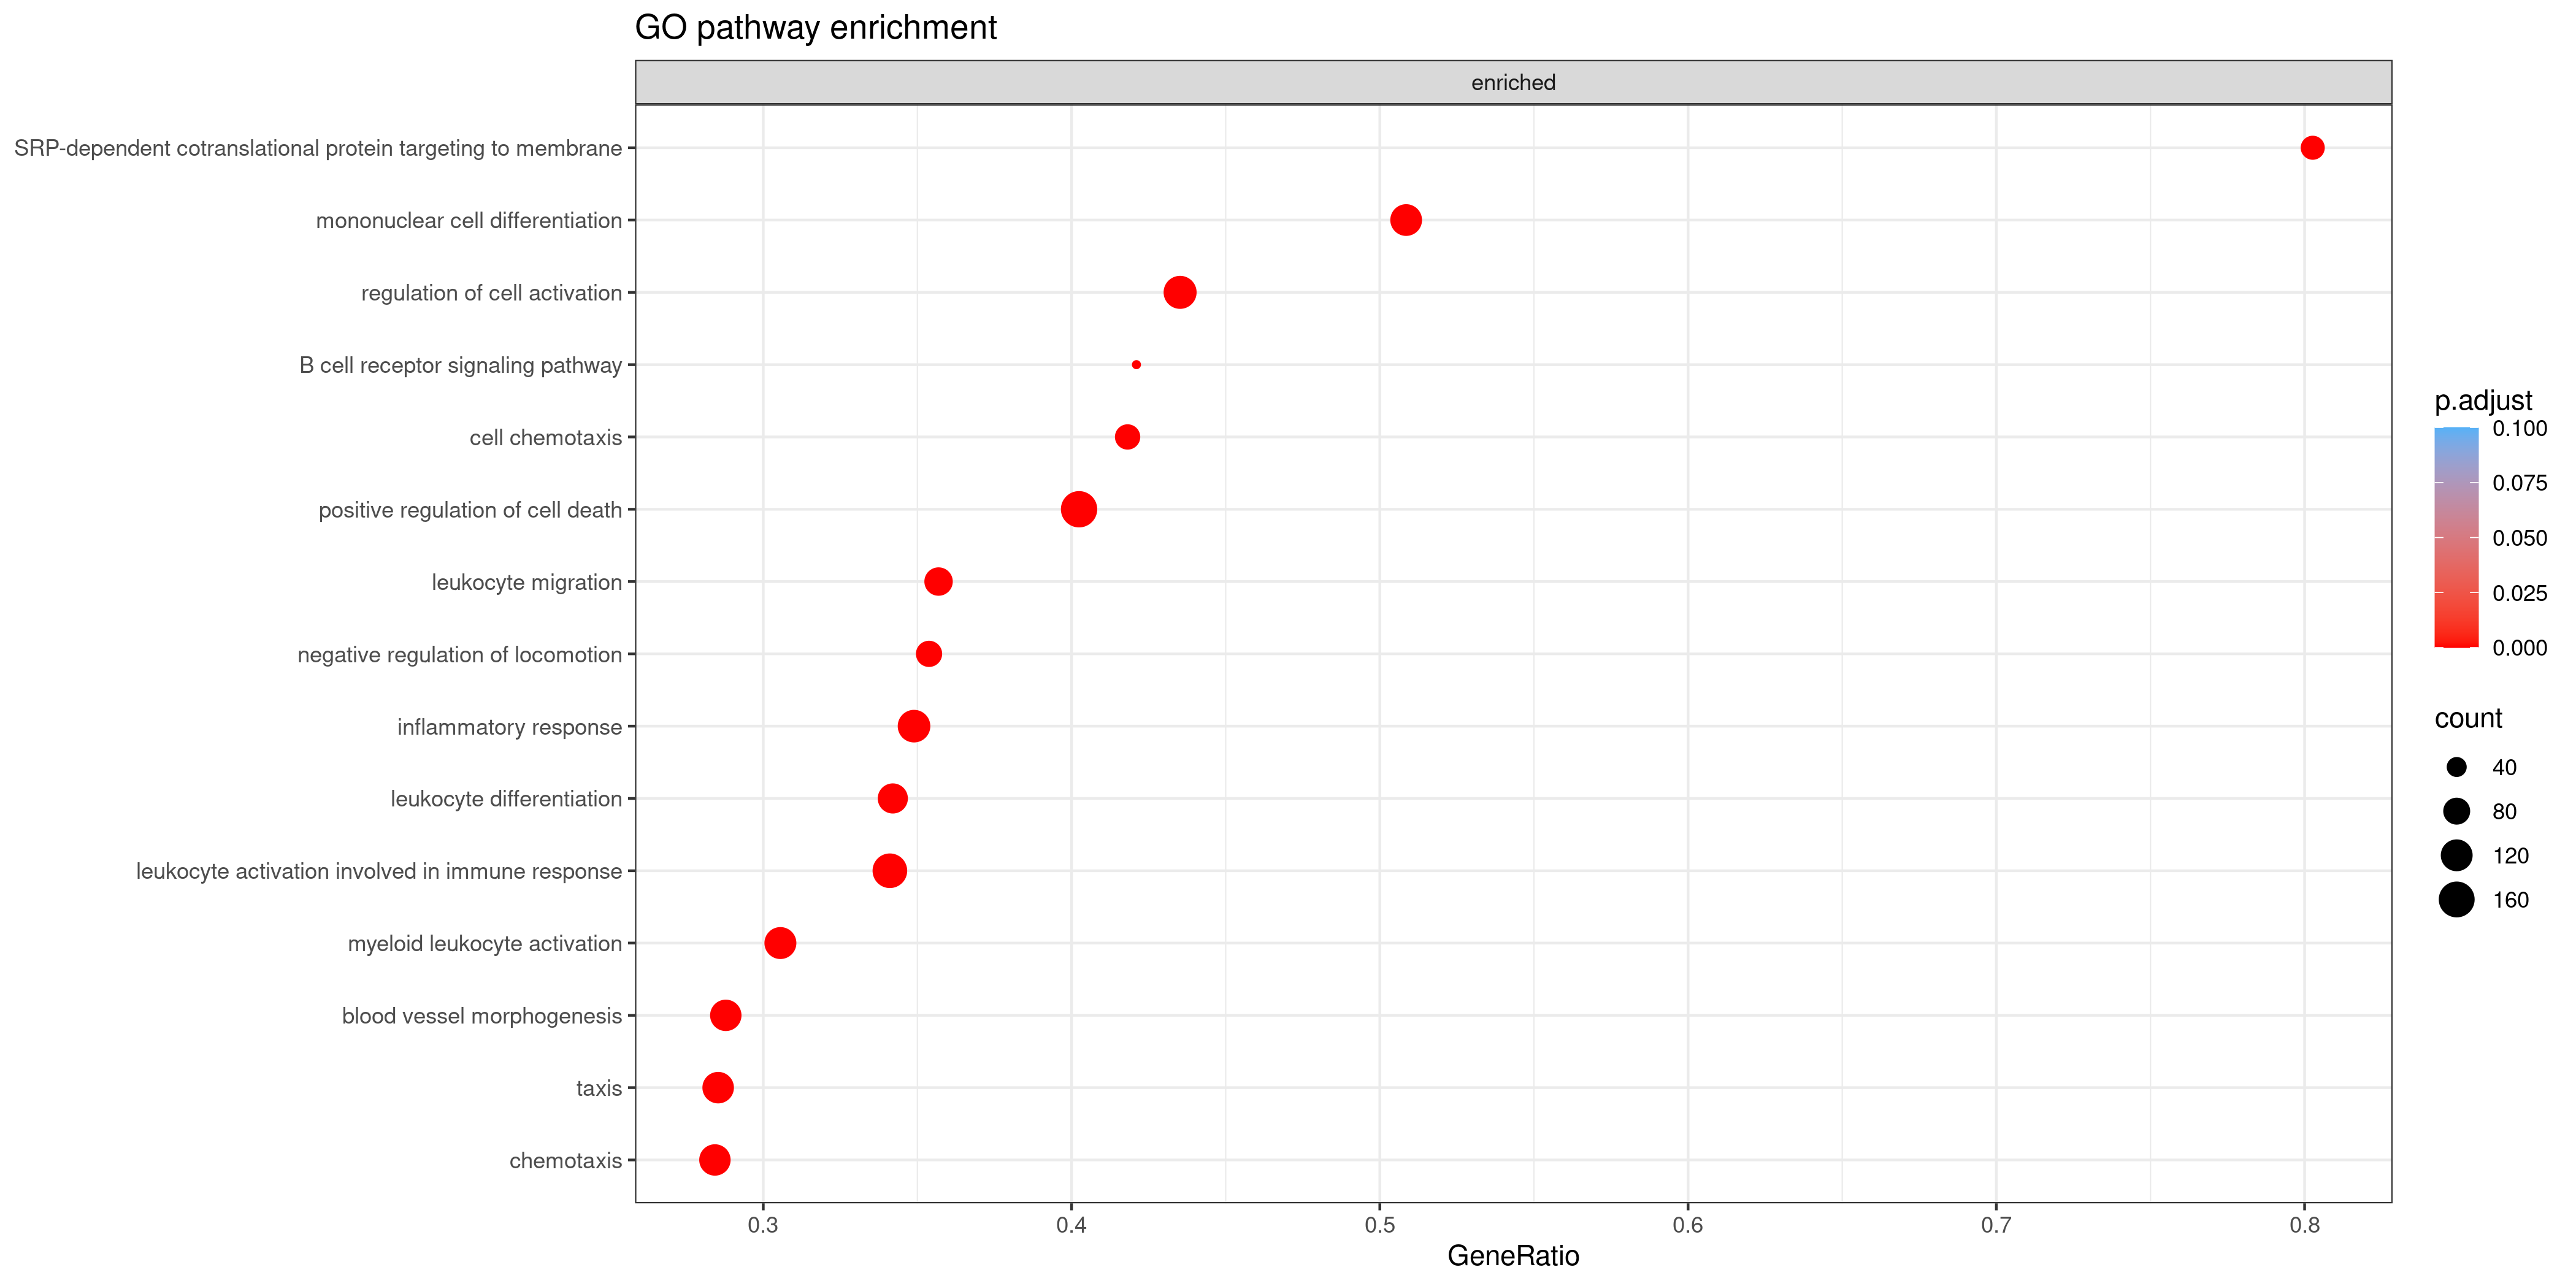 GO pathway enrichment
enriched
SRP-dependent cotranslational protein targeting to membrane
mononuclear cell differentiation
regulation of cell activation
B cell receptor signaling pathway
cell chemotaxis
positive regulation of cell death
leukocyte migration
negative regulation of locomotion
inflammatory response
leukocyte differentiation
leukocyte activation involved in immune response
myeloid leukocyte activation
blood vessel morphogenesis
taxis
chemotaxis
0.3 0.4 0.5 0.6 0.7 0.8
GeneRatio
p.adjust
0.100
0.075
0.050
0.025
0.000
count
40
80
120
160